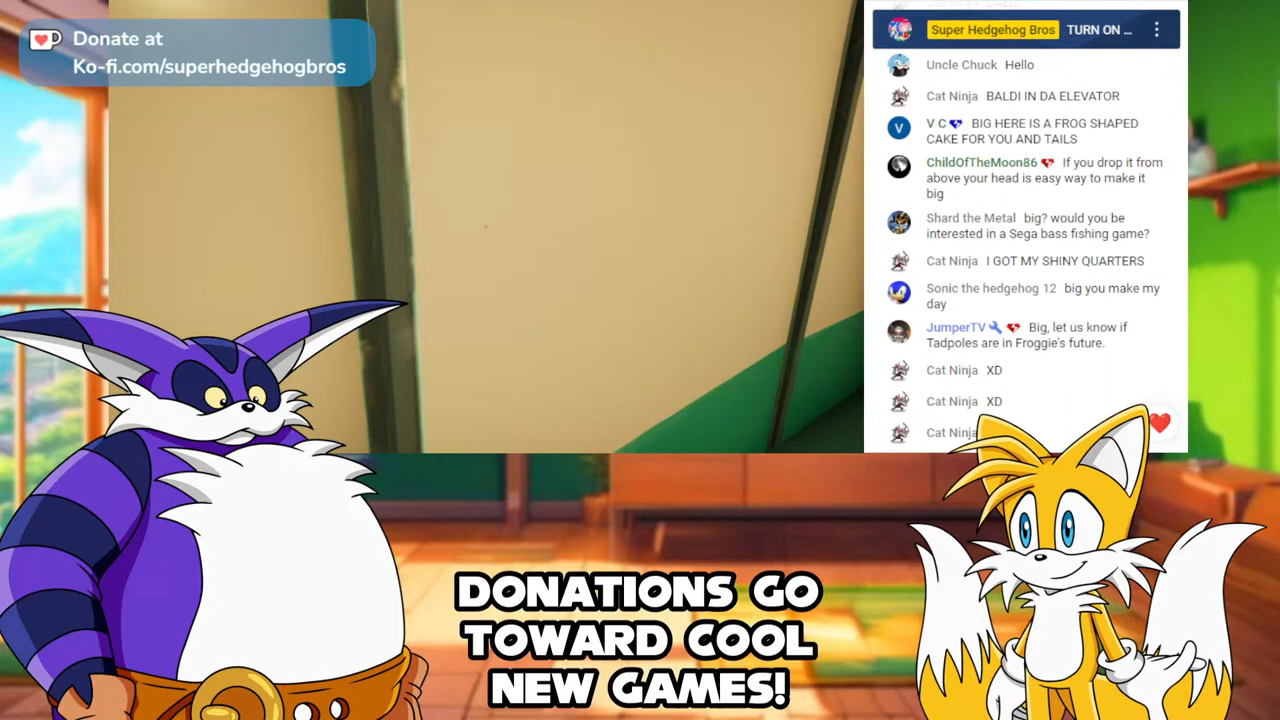 Donate at
Ko-fi.com/superhedgehogbros
Super Hedgehog Bros TURN ON ...
Uncle Chuck Hello
Cat Ninja BALDI IN DA ELEVATOR
V
V C BIG HERE IS A FROG SHAPED
CAKE FOR YOU AND TAILS
ChildOfTheMoon86 If you drop it from
above your head is easy way to make it
big
Shard the Metal big? would you be
interested in a Sega bass fishing game?
Cat Ninja I GOT MY SHINY QUARTERS
Sonic the hedgehog 12 big you make my
day
JumperTV Big, let us know if
Tadpoles are in Froggie's future.
Cat Ninja XD
Cat Ninja XD
Cat Ninja
DONATIONS GO
TOWARD COOL
NEW GAMES!